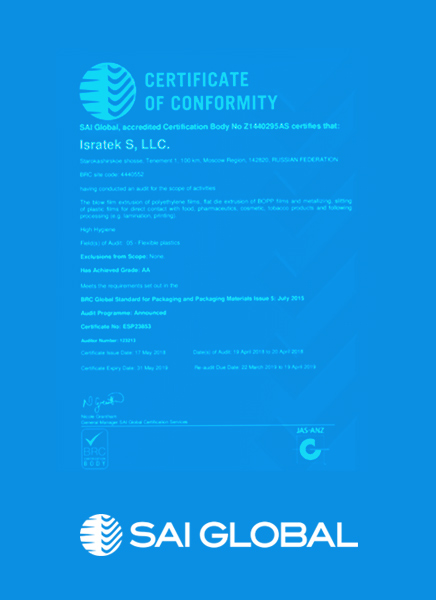 CERTIFICATE
OF CONFORMITY
SAI Global, accredited Certification Body No Z1440295AS certifies that:
Isratek S, LLC.
Tenement 1, 100 km, Moscow Region, 142820, RUSSIAN FEDERATION
BRC site code: 4440552
having conducted an audit for the scope of activities:
The blow film extrusion of polyethylene films, flat die extrusion of BOPP films and metallizing, slitting
of plastic films for direct contact with food, pharmaceutics, cosmetic, tobacco products and following
processing (e.g. lamination, printing).
High Hygiene
Field(s) of Audit: 05 - Flexible plastics
Exclusions from Scope: None
Has Achieved Grade: AA
Meets the requirements set out in the
BRC Global Standard for Packaging and Packaging Materials Issue 5: July 2015
Audit Programme: Announced
Certificate No: ESP23853
Auditor Number:
Certificate Issue Date: 17 May 2018 Date(s) of Audit: 19 April 2018 to 20 April 2018
Certificate Expiry Date: 31 May 2019 Re-audit Due Date: 22 March 2019 to 19 April 2019
General Manager SAI Global Certification Services
JAS-ANZ
BRC
BODY
SAI GLOBAL